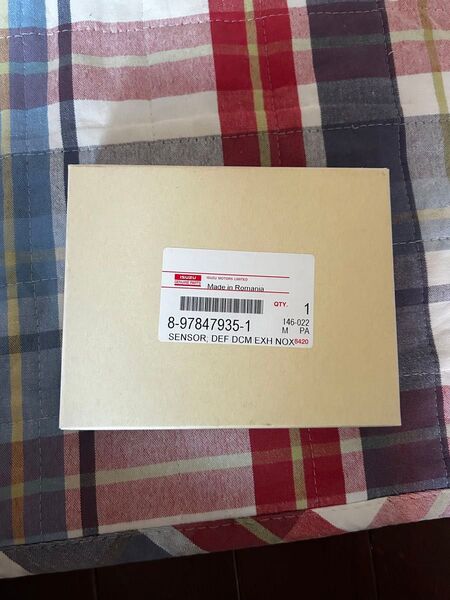 ISUZU ISUZU MOTORS LIMITED
GENUINE PARTS Made in Romania
QTY. 1
8-97847935-1 146-022
M PA
SENSOR; DEF DCM EXH NOX 8420